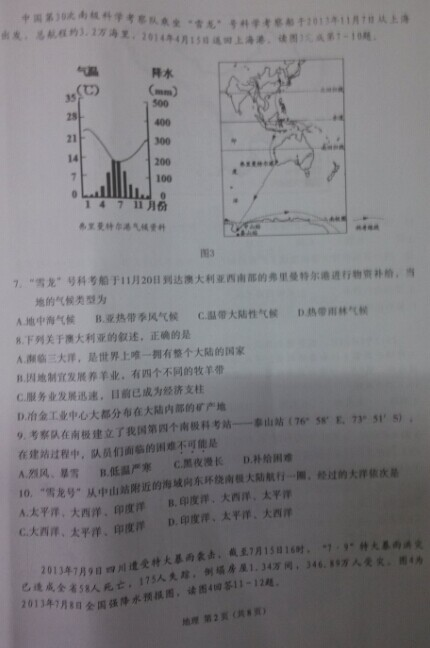 中国第30次南极科学考察队乘坐“雪龙”号科学考察船于2013年11月7日从上海
出发，总航程约3.2万海里，2014年4月15日返回上海港。读图3完成第7-10题。
气温
(℃)
降水
(mm)
35
28
21
14
7
0
500
400
300
200
100
0
1 4 7 11 月份
弗里曼特尔港气候资料
印
度
洋
弗里曼特尔港
中山站
图3
7．“雪龙”号科考船于11月20日到达澳大利亚西南部的弗里曼特尔港进行物资补给，当
地的气候类型为
A.地中海气候 B.亚热带季风气候 C.温带大陆性气候 D.热带雨林气候
8.下列关于澳大利亚的叙述，正确的是
A.濒临三大洋，是世界上唯一拥有整个大陆的国家
B.因地制宜发展养羊业，有四个不同的牧羊带
C.服务业发展迅速，目前已成为经济支柱
D.冶金工业中心大都分布在大陆内部的矿产地
9.考察队在南极建立了我国第四个南极科考站——泰山站（76°58′E，73°51′S），
在建站过程中，队员们面临的困难不可能是
A.烈风、暴雪 B.低温严寒 C.黑夜漫长 D.补给困难
10.“雪龙号”从中山站附近的海域向东环绕南极大陆航行一圈，经过的大洋依次是
A.太平洋、大西洋、印度洋 B.印度洋、大西洋、太平洋
C.大西洋、太平洋、印度洋 D.印度洋、太平洋、大西洋
2013年7月9日四川遭受特大暴雨袭击，截至7月15日16时，“7·9”特大暴雨洪灾
已造成全省58人死亡，175人失踪，倒塌房屋1.34万间，346.89万人受灾。图4为
2013年7月8日全国强降水预报图，读图4回答11-12题。
地理 第2页（共8页）